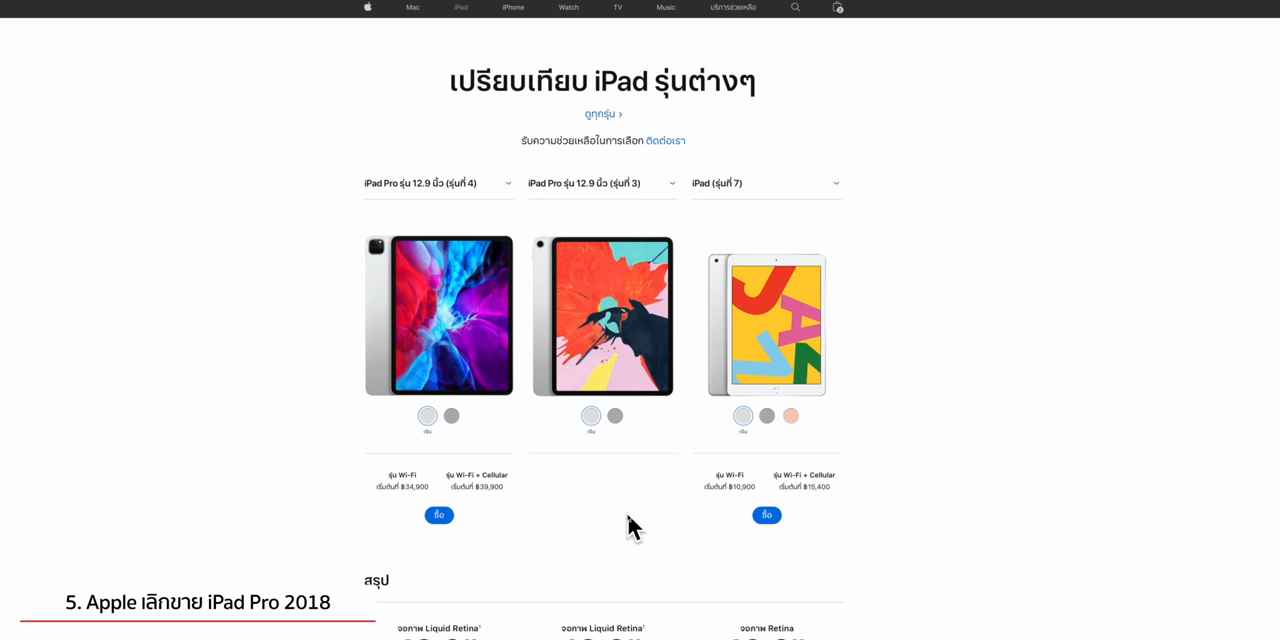 Mac iPad iPhone Watch TV Music บริการช่วยเหลือ
เปรียบเทียบ iPad รุ่นต่างๆ
ดูทุกรุ่น ›
รับความช่วยเหลือในการเลือก ติดต่อเรา
iPad Pro รุ่น 12.9 นิ้ว (รุ่นที่ 4) iPad Pro รุ่น 12.9 นิ้ว (รุ่นที่ 3) iPad (รุ่นที่ 7)
เงิน เงิน เงิน
รุ่น Wi-Fi รุ่น Wi-Fi + Cellular รุ่น Wi-Fi รุ่น Wi-Fi + Cellular
เริ่มต้นที่ ฿34,900 เริ่มต้นที่ ฿39,900 เริ่มต้นที่ ฿10,900 เริ่มต้นที่ ฿15,400
ซื้อ ซื้อ
สรุป
5. Apple เลิกขาย iPad Pro 2018
จอภาพ Liquid Retina¹ จอภาพ Liquid Retina¹ จอภาพ Retina